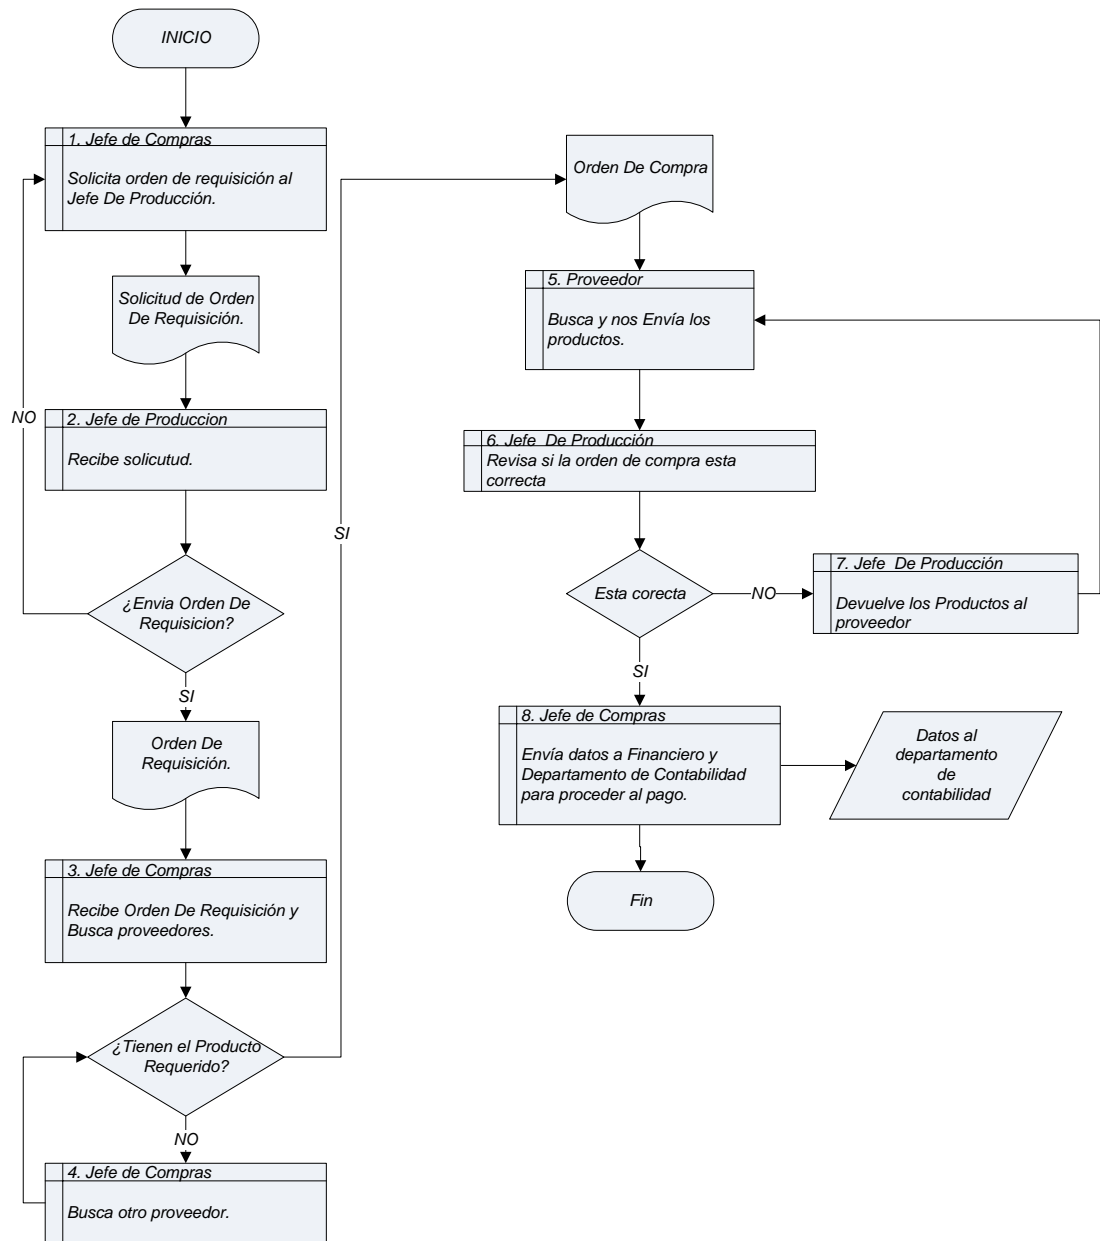 INICIO
1. Jefe de Compras
Solicita orden de requisición al
Jefe De Producción.
Solicitud de Orden
De Requisición.
NO
2. Jefe de Produccion
Recibe solicutud.
¿Envia Orden De
Requisicion?
SI
Orden De
Requisición.
3. Jefe de Compras
Recibe Orden De Requisición y
Busca proveedores.
¿Tienen el Producto
Requerido?
NO
4. Jefe de Compras
Busca otro proveedor.
SI
Orden De Compra
5. Proveedor
Busca y nos Envía los
productos.
6. Jefe De Producción
Revisa si la orden de compra esta
correcta
Esta corecta
NO
7. Jefe De Producción
Devuelve los Productos al
proveedor
SI
8. Jefe de Compras
Envía datos a Financiero y
Departamento de Contabilidad
para proceder al pago.
Datos al
departamento
de
contabilidad
Fin